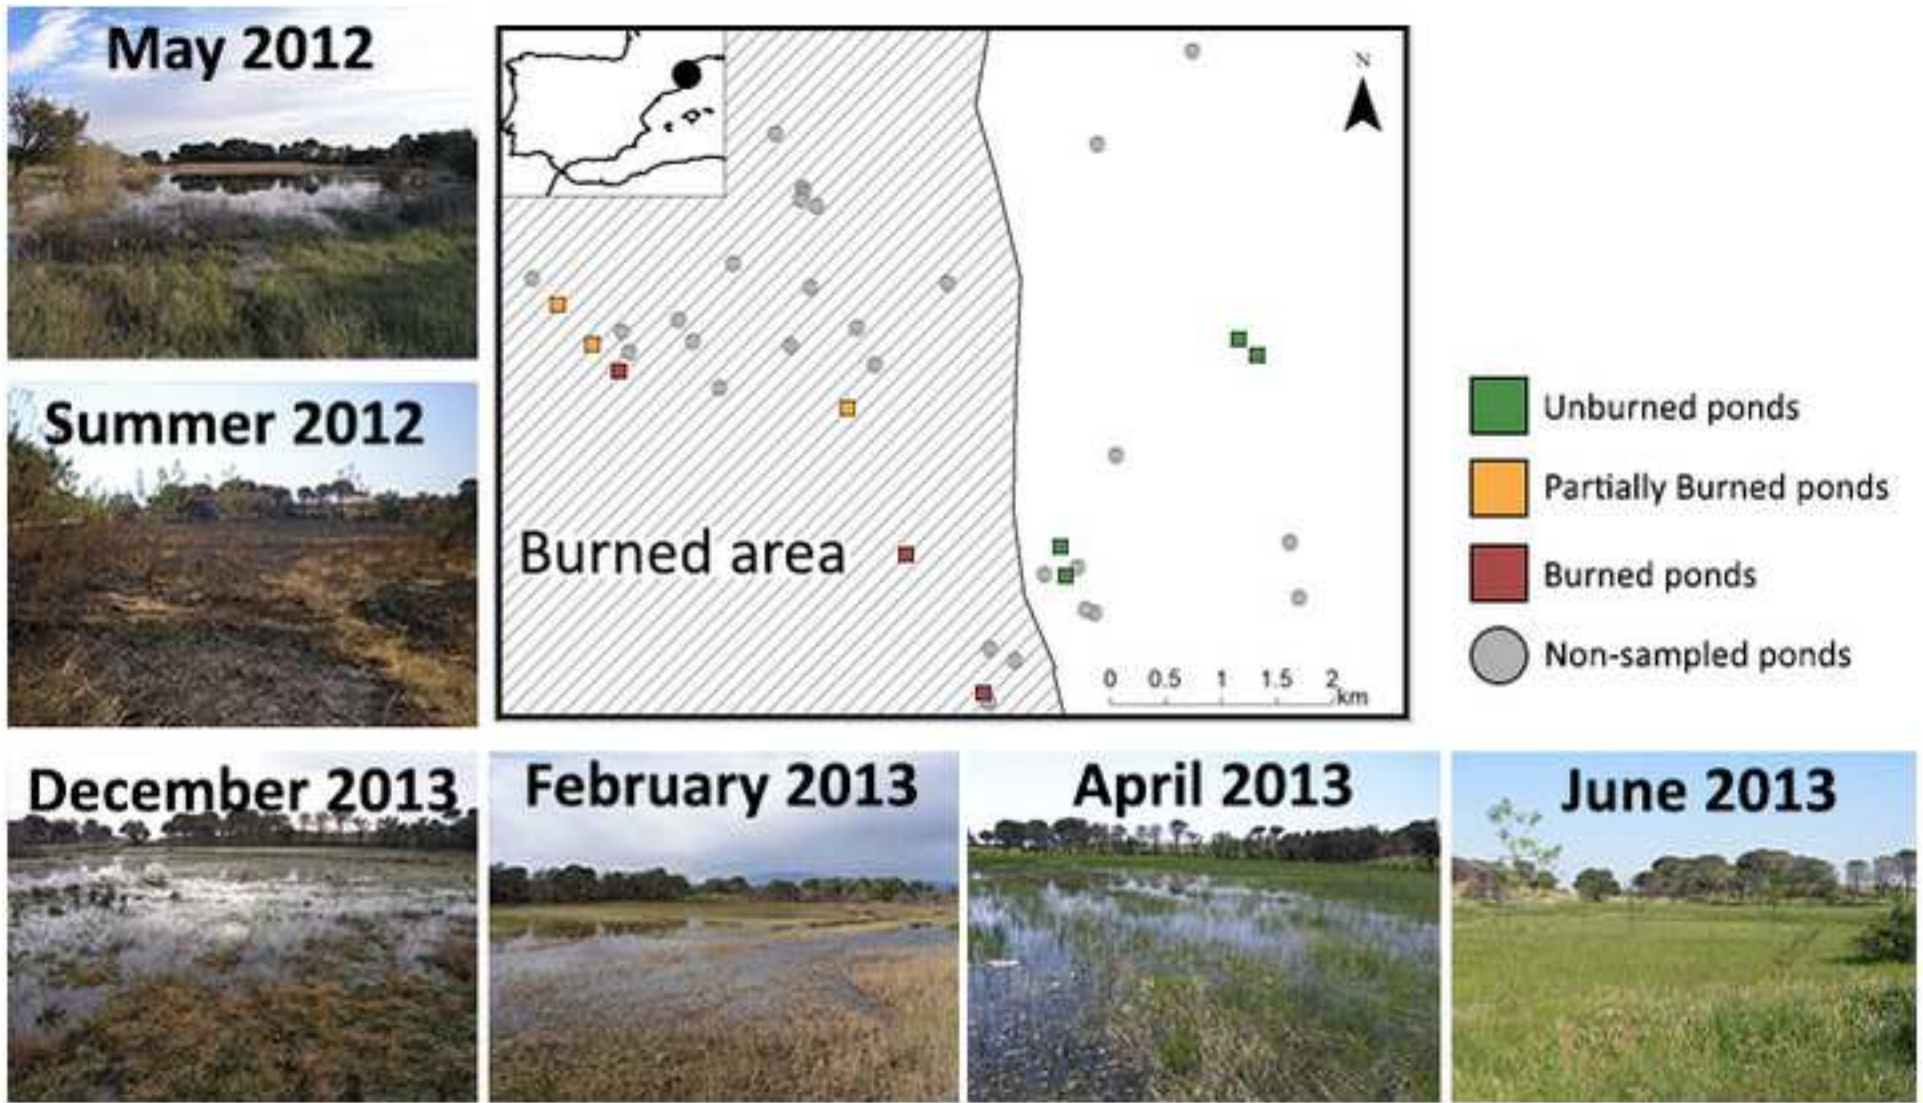 May 2012
N
Summer 2012
Burned area
0 0.5 1 1.5 2
km
Unburned ponds
Partially Burned ponds
Burned ponds
Non-sampled ponds
December 2013
February 2013
April 2013
June 2013